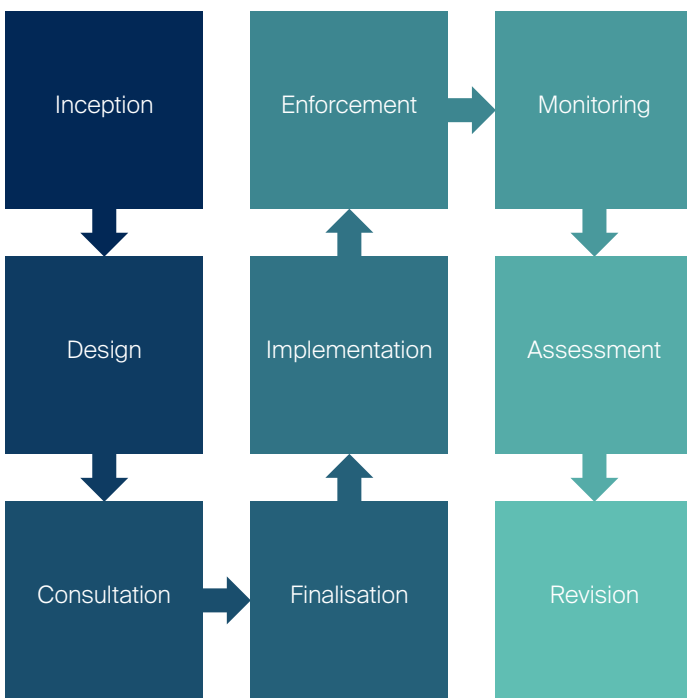 Inception
Enforcement
Monitoring
Design
Implementation
Assessment
Consultation
Finalisation
Revision